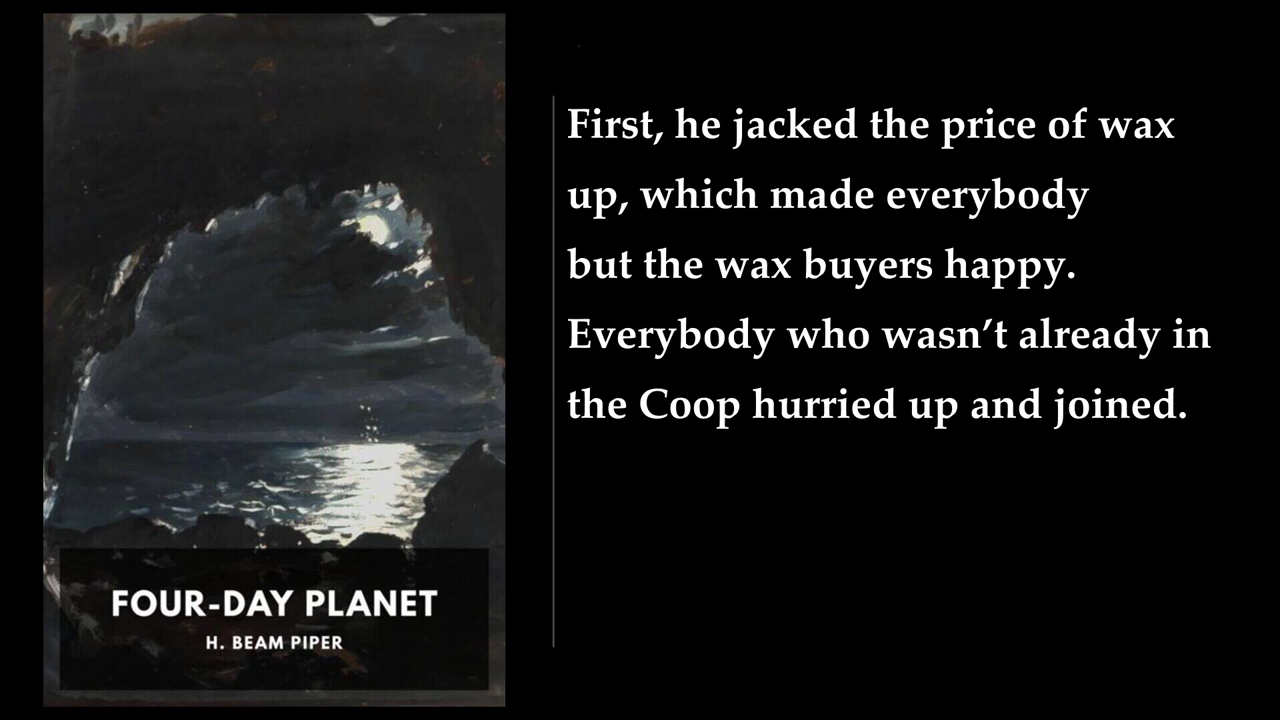 First, he jacked the price of wax
up, which made everybody
but the wax buyers happy.
Everybody who wasn’t already in
the Coop hurried up and joined.
FOUR-DAY PLANET
H. BEAM PIPER